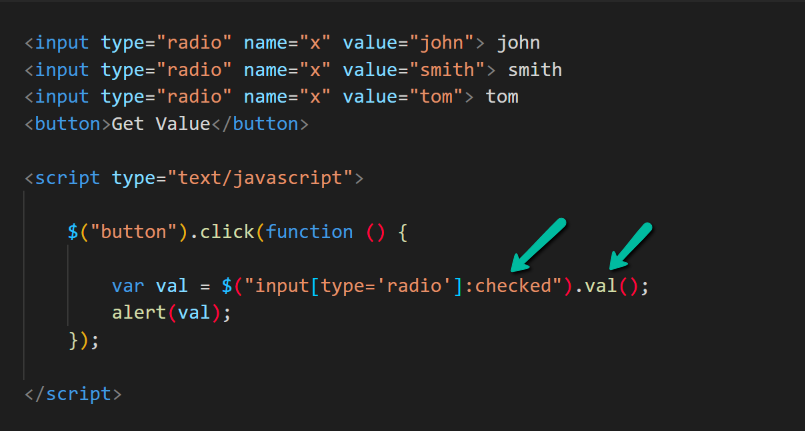 <input type="radio" name="x" value="john"> john
<input type="radio" name="x" value="smith"> smith
<input type="radio" name="x" value="tom"> tom
<button>Get Value</button>
<script type="text/javascript">
$("button").click(function () {
var val = $("input[type='radio']:checked").val();
alert(val);
});
</script>